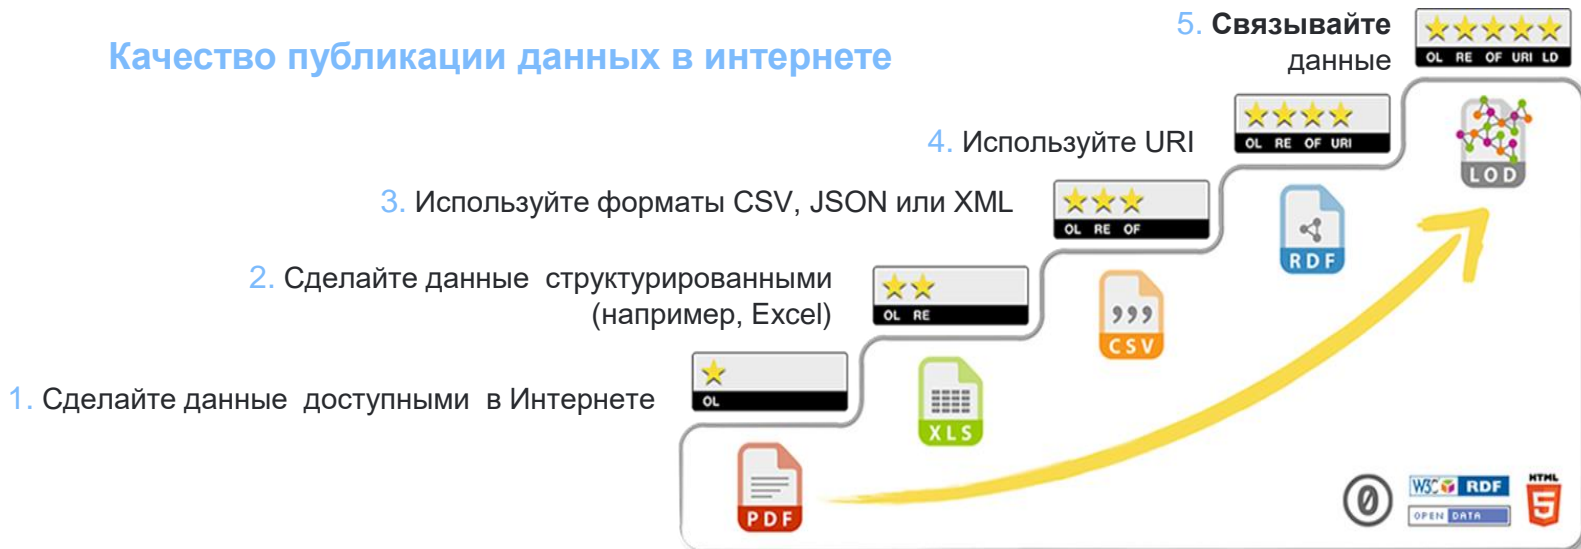 Качество публикации данных в интернете
5. Связывайте
данные
OL RE OF URI LD
LOD
4. Используйте URI
OL RE OF URI
RDF
3. Используйте форматы CSV, JSON или XML
OL RE OF
CSV
2. Сделайте данные структурированными
(например, Excel)
OL RE
XLS
1. Сделайте данные доступными в Интернете
OL
PDF
0
W3C RDF
OPEN DATA
HTML
5